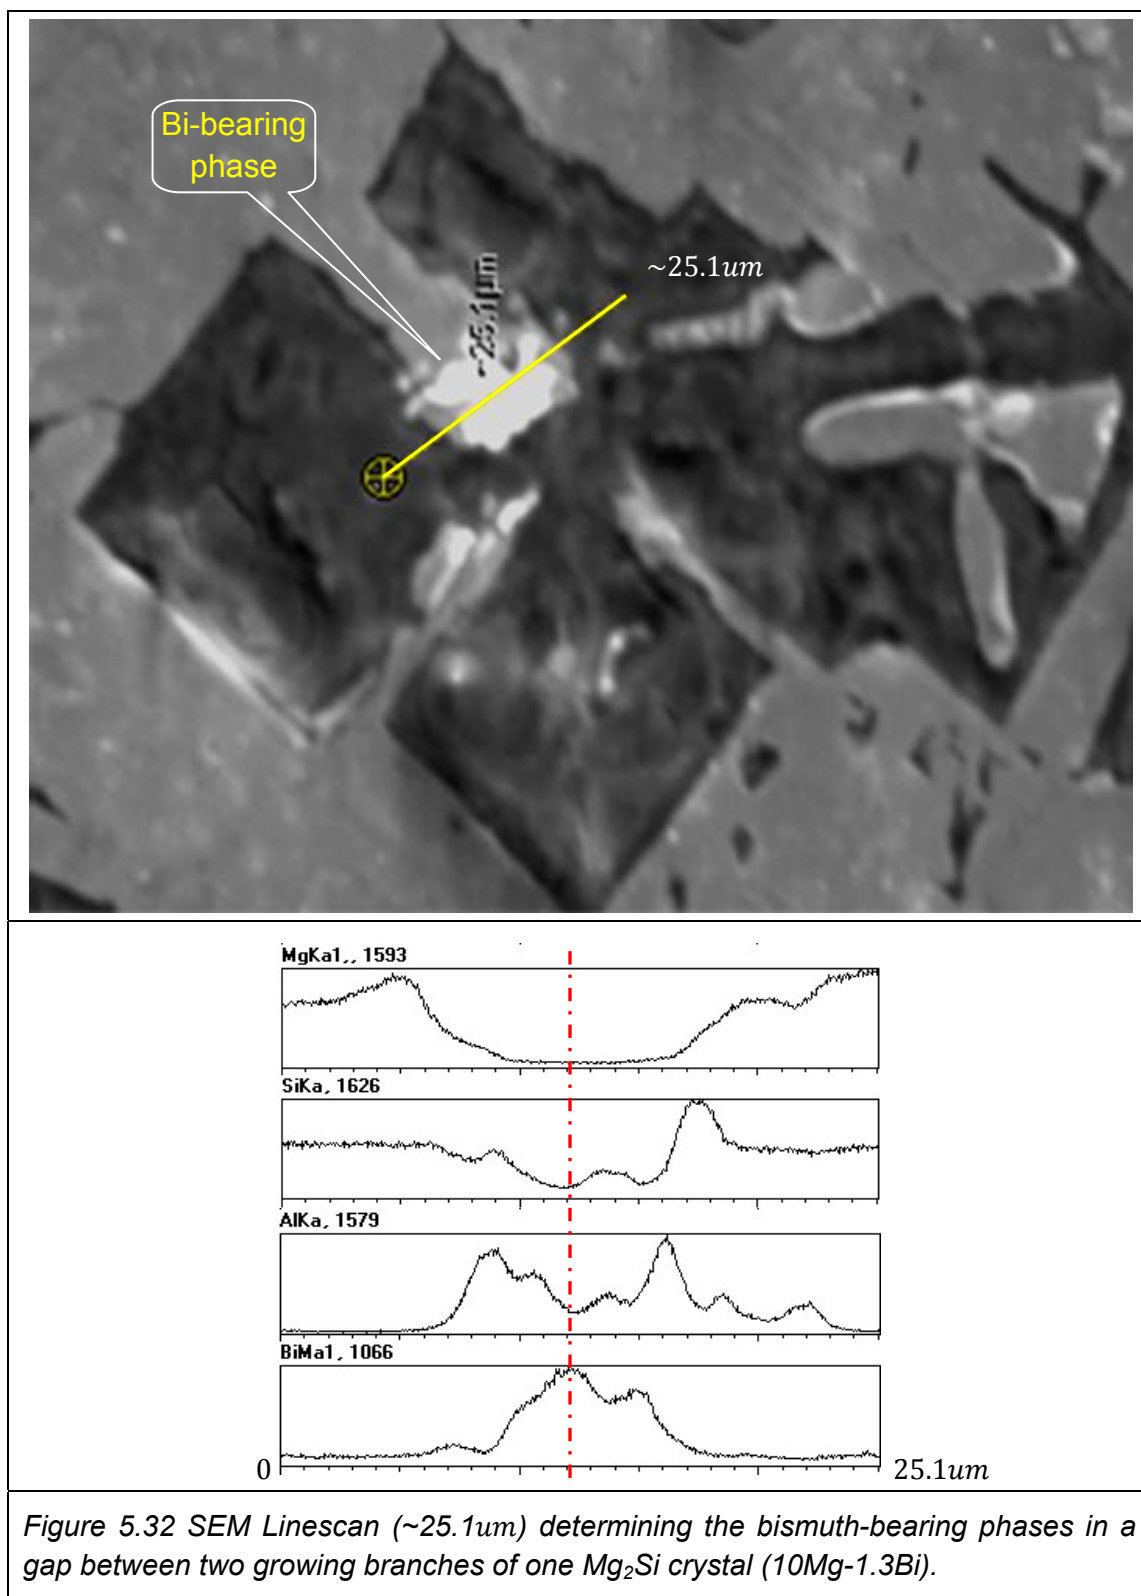 Bi-bearing
phase
~25.1µm
~25.1um
MgKa1,, 1593
SiKa, 1626
AlKa, 1579
BiMa1, 1066
0
25.1um
Figure 5.32 SEM Linescan (~25.1um) determining the bismuth-bearing phases in a
gap between two growing branches of one Mg₂Si crystal (10Mg-1.3Bi).